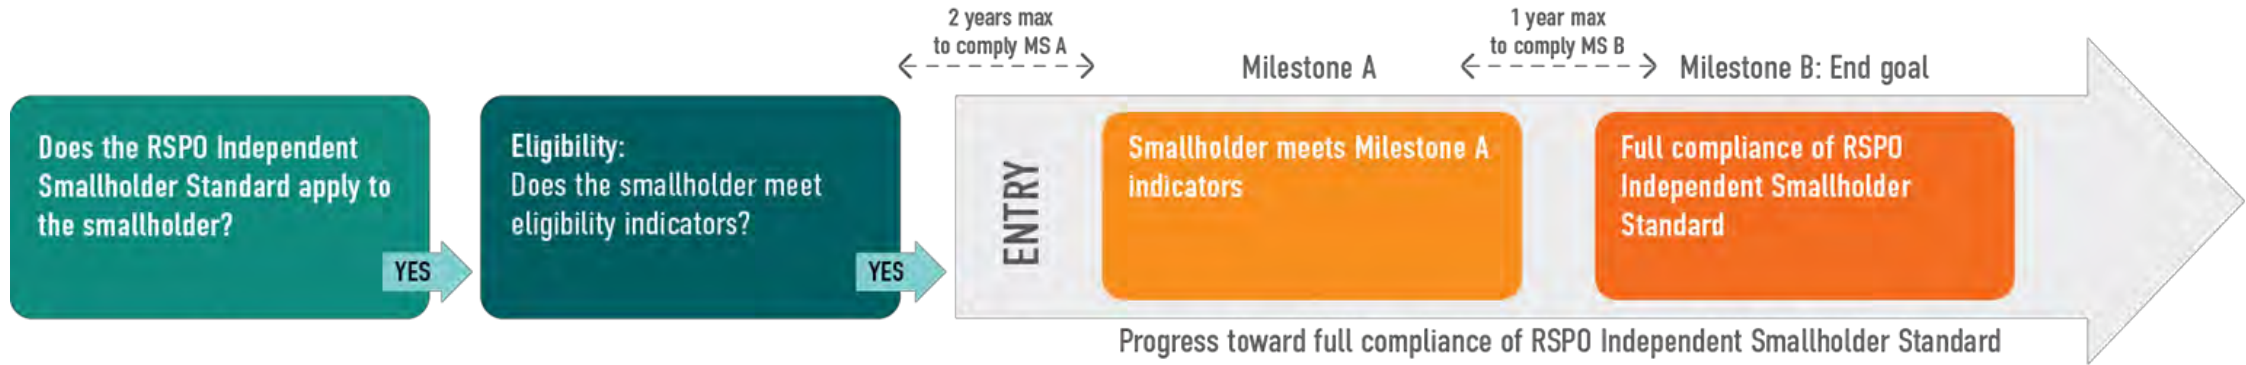 2 years max
to comply MS A
1 year max
to comply MS B
Milestone A
Milestone B: End goal
Does the RSPO Independent
Smallholder Standard apply to
the smallholder?
YES
Eligibility:
Does the smallholder meet
eligibility indicators?
YES
ENTRY
Smallholder meets Milestone A
indicators
Full compliance of RSPO
Independent Smallholder
Standard
Progress toward full compliance of RSPO Independent Smallholder Standard